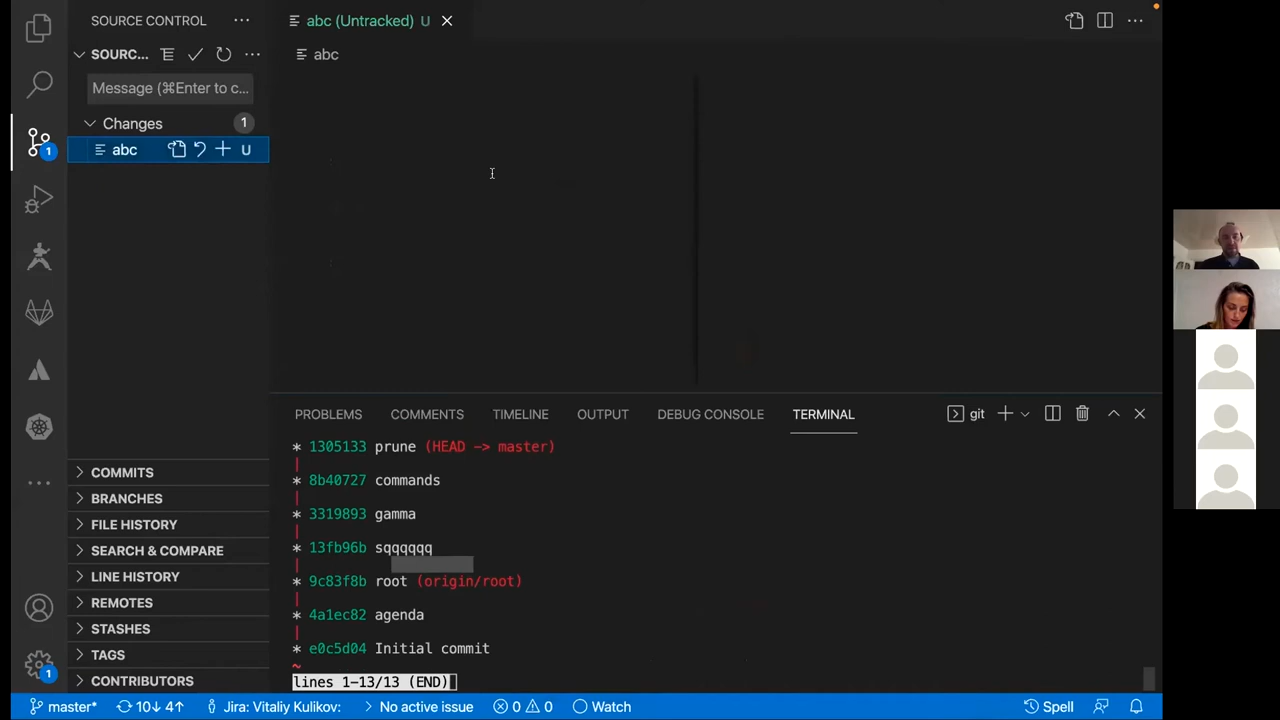 SOURCE CONTROL
SOURC...
Message (⌘Enter to c...
Changes 1
abc U
1
COMMITS
BRANCHES
FILE HISTORY
SEARCH & COMPARE
LINE HISTORY
REMOTES
STASHES
TAGS
CONTRIBUTORS
1
abc (Untracked) U
abc
PROBLEMS COMMENTS TIMELINE OUTPUT DEBUG CONSOLE TERMINAL git
* 1305133 prune (HEAD -> master)
|
* 8b40727 commands
|
* 3319893 gamma
|
* 13fb96b sqqqqqq
|
* 9c83f8b root (origin/root)
|
* 4a1ec82 agenda
|
* e0c5d04 Initial commit
~
lines 1-13/13 (END)
master* 10↓ 4↑ Jira: Vitaliy Kulikov: No active issue 0 0 Watch Spell